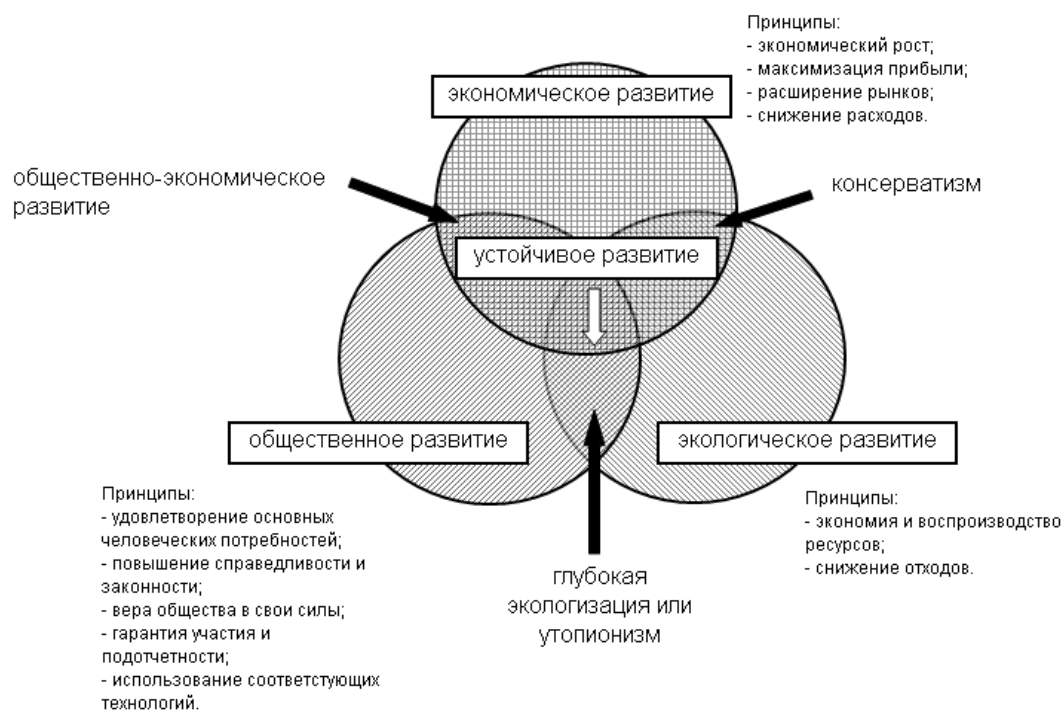 Принципы:
- экономический рост;
- максимизация прибыли;
- расширение рынков;
- снижение расходов.
экономическое развитие
общественно-экономическое
развитие
консерватизм
устойчивое развитие
общественное развитие
экологическое развитие
Принципы:
- удовлетворение основных
человеческих потребностей;
- повышение справедливости и
законности;
- вера общества в свои силы;
- гарантия участия и
подотчетности;
- использование соответстующих
технологий.
Принципы:
- экономия и воспроизводство
ресурсов;
- снижение отходов.
глубокая
экологизация или
утопионизм